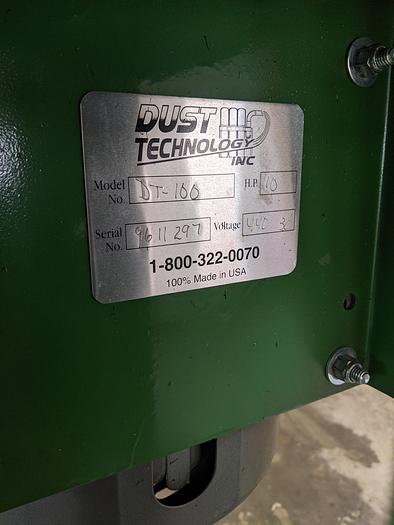 DUST
TECHNOLOGY
INC
Model No. DT-100 H.P. 10
Serial No. 9611297 Voltage 440 3
1-800-322-0070
100% Made in USA